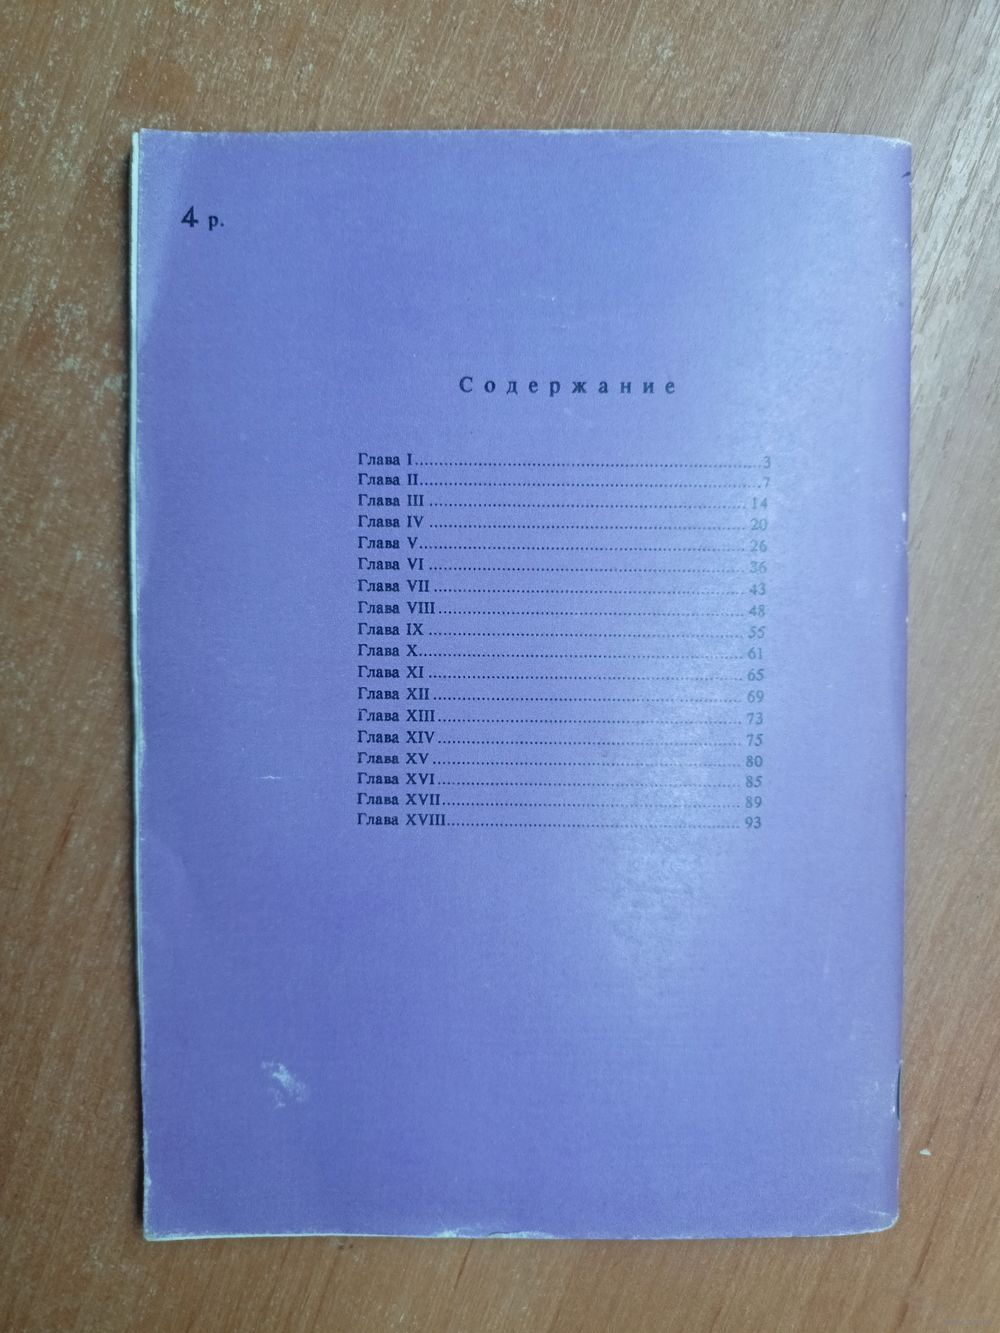 4 р.
Содержание
Глава I.......3
Глава II.......7
Глава III.......14
Глава IV.......20
Глава V.......26
Глава VI.......36
Глава VII.......43
Глава VIII.......48
Глава IX.......55
Глава X.......61
Глава XI.......65
Глава XII.......69
Глава XIII.......73
Глава XIV.......75
Глава XV.......80
Глава XVI.......85
Глава XVII.......89
Глава XVIII.......93